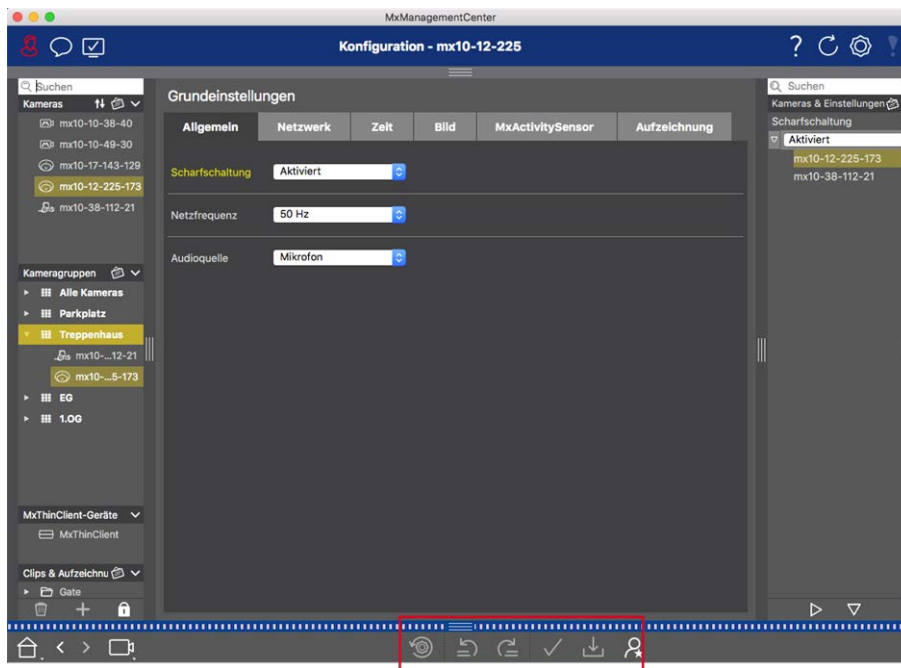 MxManagementCenter
Konfiguration - mx10-12-225
Suchen
Kameras
mx10-10-38-40
mx10-10-49-30
mx10-17-143-129
mx10-12-225-173
mx10-38-112-21
Kameragruppen
Alle Kameras
Parkplatz
Treppenhaus
mx10-...12-21
mx10-...5-173
EG
1.OG
MxThinClient-Geräte
MxThinClient
Clips & Aufzeichnu
Gate
Grundeinstellungen
Allgemein Netzwerk Zeit Bild MxActivitySensor Aufzeichnung
Scharfschaltung Aktiviert
Netzfrequenz 50 Hz
Audioquelle Mikrofon
Suchen
Kameras & Einstellungen
Scharfschaltung
Aktiviert
mx10-12-225-173
mx10-38-112-21